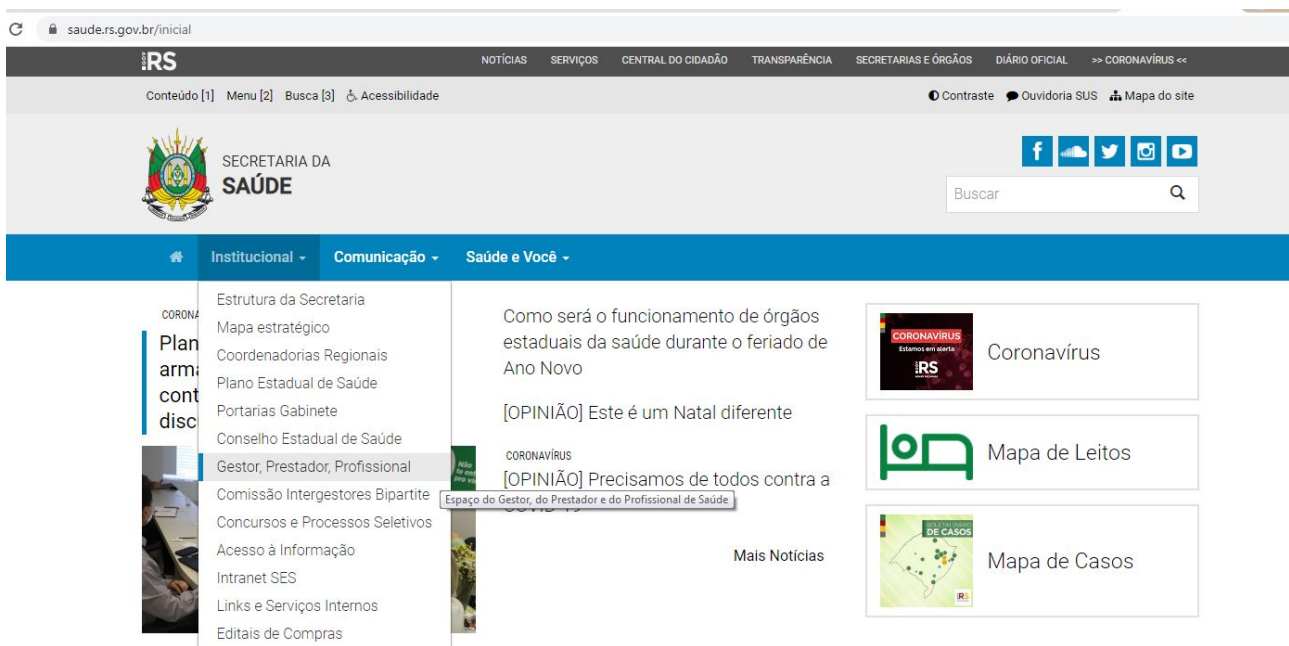 saude.rs.gov.br/inicial
GOV RS
NOTÍCIAS SERVIÇOS CENTRAL DO CIDADÃO TRANSPARÊNCIA SECRETARIAS E ÓRGÃOS DIÁRIO OFICIAL >> CORONAVÍRUS <<
Conteúdo [1] Menu [2] Busca [3] Acessibilidade
Contraste Ouvidoria SUS Mapa do site
SECRETARIA DA
SAÚDE
Buscar
Institucional Comunicação Saúde e Você
Estrutura da Secretaria
Mapa estratégico
Coordenadorias Regionais
Plano Estadual de Saúde
Portarias Gabinete
Conselho Estadual de Saúde
Gestor, Prestador, Profissional
Comissão Intergestores Bipartite
Concursos e Processos Seletivos
Acesso à Informação
Intranet SES
Links e Serviços Internos
Editais de Compras
Espaço do Gestor, do Prestador e do Profissional de Saúde
CORONA
Plan
arma
cont
discu
Como será o funcionamento de órgãos
estaduais da saúde durante o feriado de
Ano Novo
[OPINIÃO] Este é um Natal diferente
CORONAVÍRUS
[OPINIÃO] Precisamos de todos contra a
COVID-19
Mais Notícias
CORONAVÍRUS
Estamos em alerta
GOV RS
Coronavírus
Mapa de Leitos
BOLETIM DIÁRIO
DE CASOS
RS
Mapa de Casos